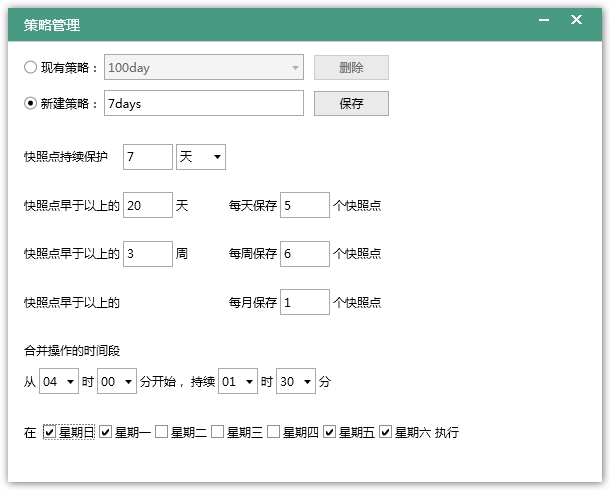 策略管理
现有策略： 100day 删除
新建策略： 7days 保存
快照点持续保护 7 天
快照点早于以上的 20 天 每天保存 5 个快照点
快照点早于以上的 3 周 每周保存 6 个快照点
快照点早于以上的 每月保存 1 个快照点
合并操作的时间段
从 04 时 00 分开始， 持续 01 时 30 分
在 星期日 星期一 星期二 星期三 星期四 星期五 星期六 执行